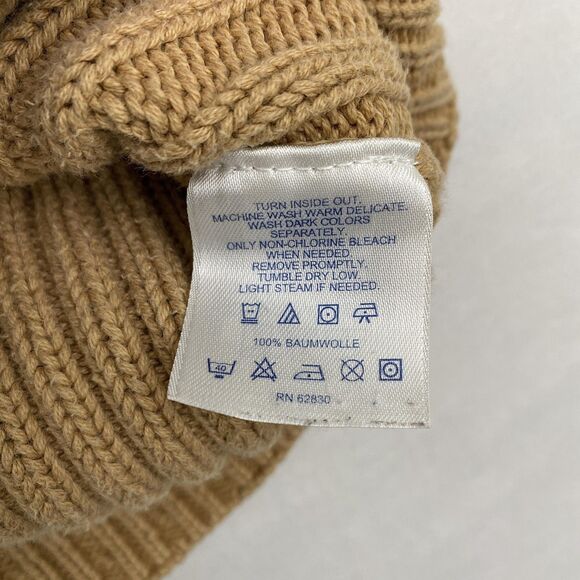 TURN INSIDE OUT.
MACHINE WASH WARM DELICATE.
WASH DARK COLORS
SEPARATELY.
ONLY NON-CHLORINE BLEACH
WHEN NEEDED.
REMOVE PROMPTLY.
TUMBLE DRY LOW.
LIGHT STEAM IF NEEDED.
100% BAUMWOLLE
40
RN 62830